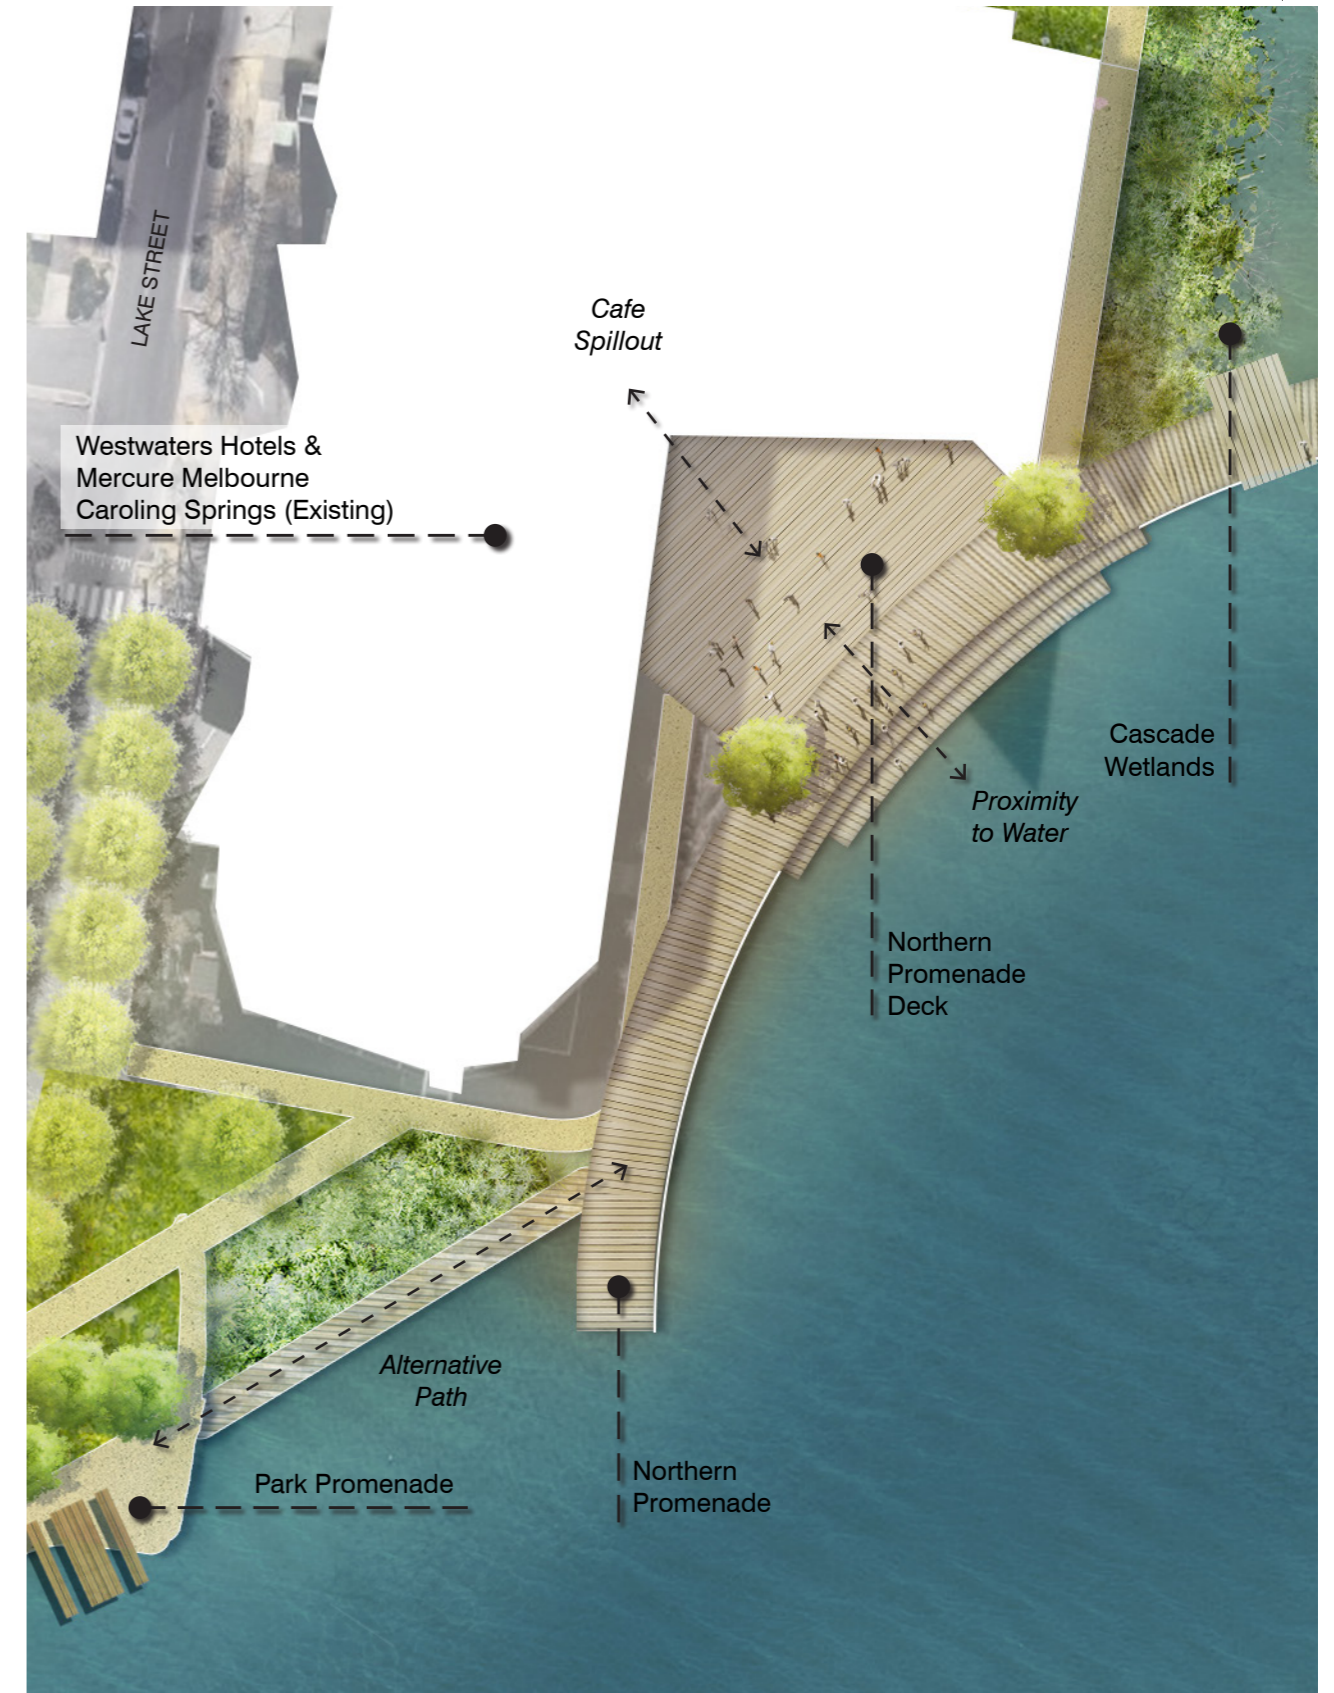 LAKE STREET
Cafe
Spillout
Westwaters Hotels &
Mercure Melbourne
Caroling Springs (Existing)
Cascade
Wetlands
Proximity
to Water
Northern
Promenade
Deck
Alternative
Path
Park Promenade
Northern
Promenade